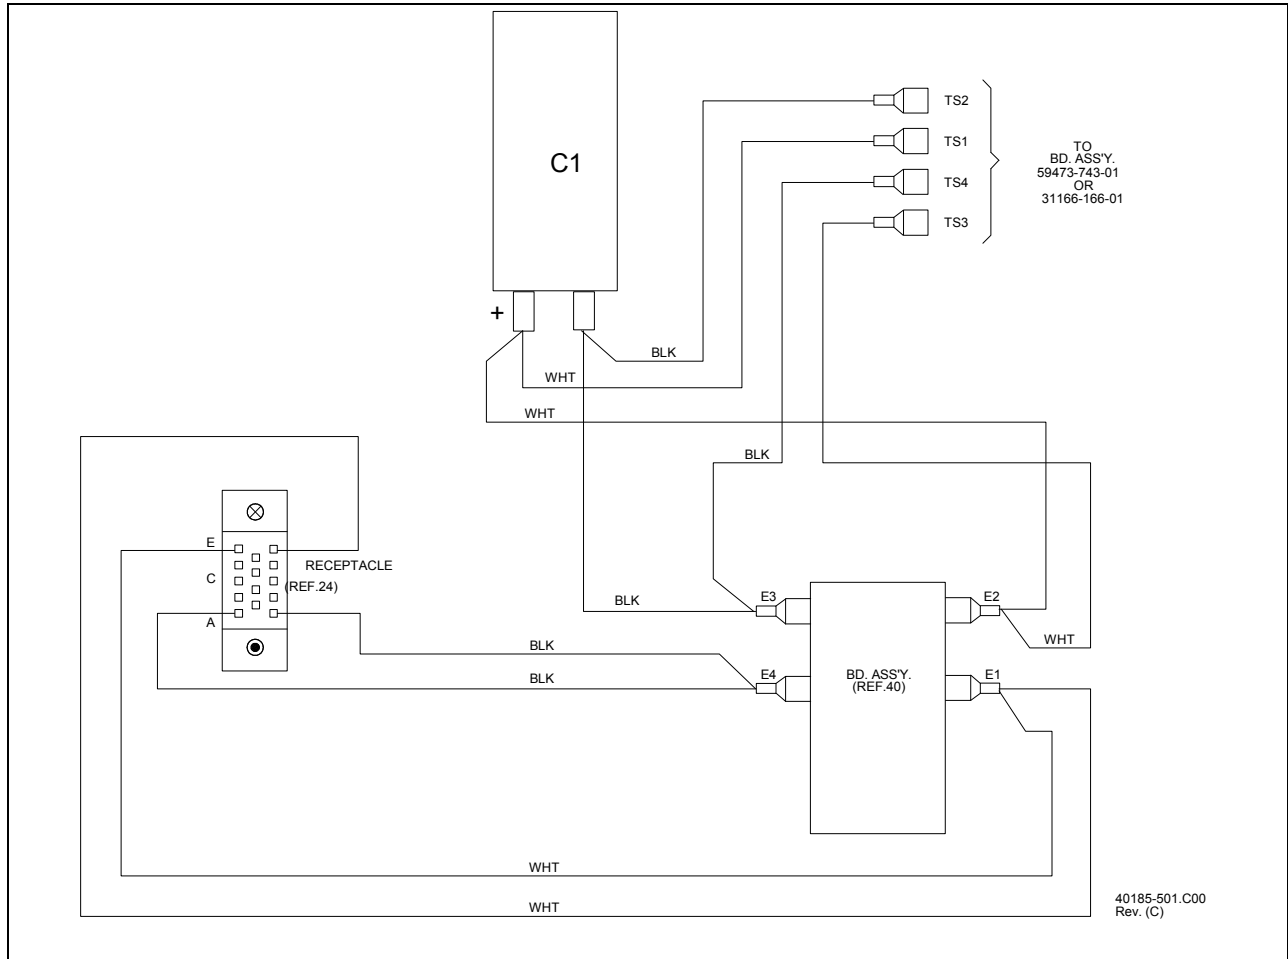 C1
TS2
TS1
TS4
TS3
TO
BD. ASS'Y.
59473-743-01
OR
31166-166-01
+
BLK
WHT
WHT
BLK
E
C
A
RECEPTACLE
(REF.24)
BLK
E3
E2
WHT
BLK
BLK
E4
E1
BD. ASS'Y.
(REF.40)
WHT
WHT
40185-501.C00
Rev. (C)